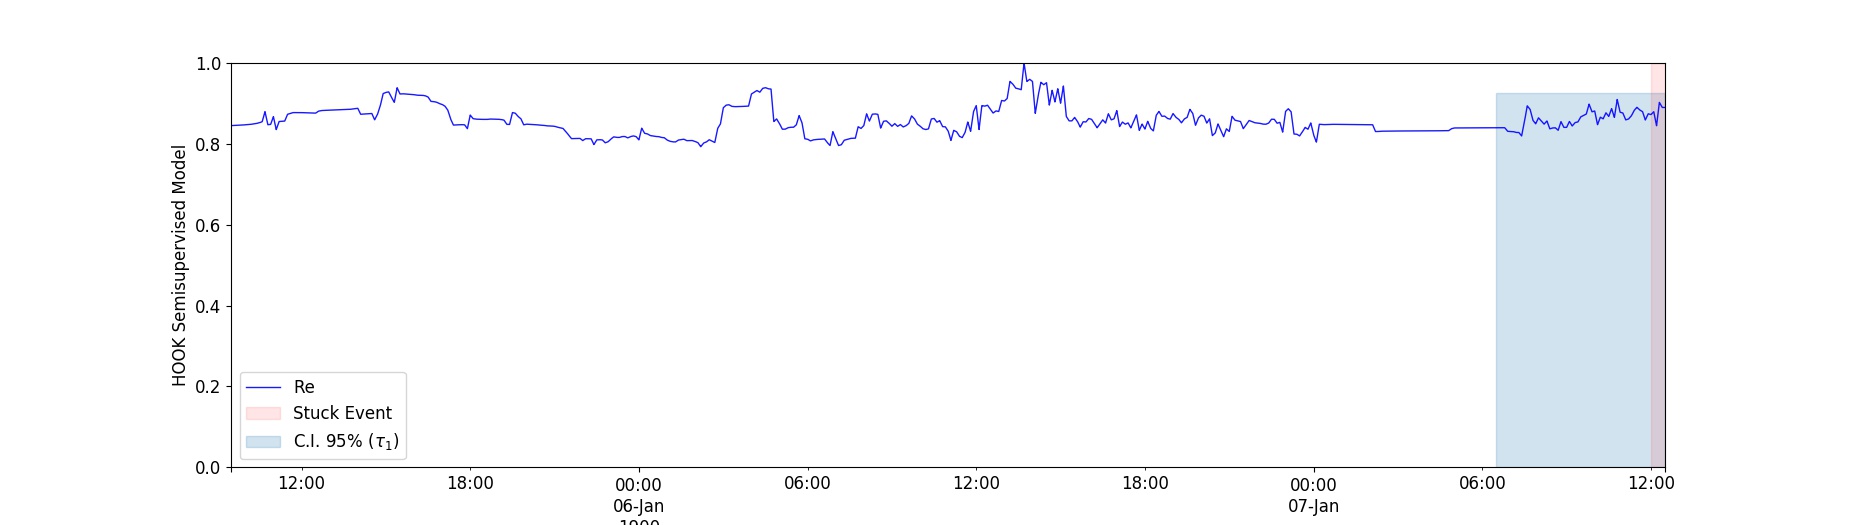 HOOK Semisupervised Model
1.0
0.8
0.6
0.4
0.2
0.0
Re
Stuck Event
C.I. 95% (τ₁)
12:00 18:00 00:00 06:00 12:00 18:00 00:00 06:00 12:00
06-Jan 07-Jan